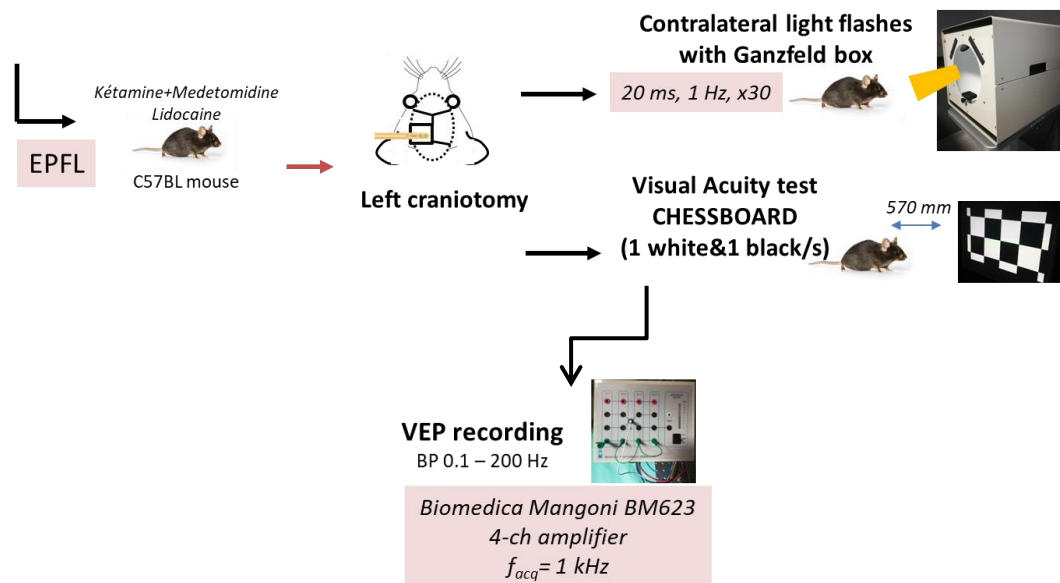 Contralateral light flashes
with Ganzfeld box
20 ms, 1 Hz, x30
Kétamine+Medetomidine
Lidocaine
EPFL
C57BL mouse
Left craniotomy
Visual Acuity test
CHESSBOARD
(1 white&1 black/s)
570 mm
VEP recording
BP 0.1 – 200 Hz
Biomedica Mangoni BM623
4-ch amplifier
facq= 1 kHz